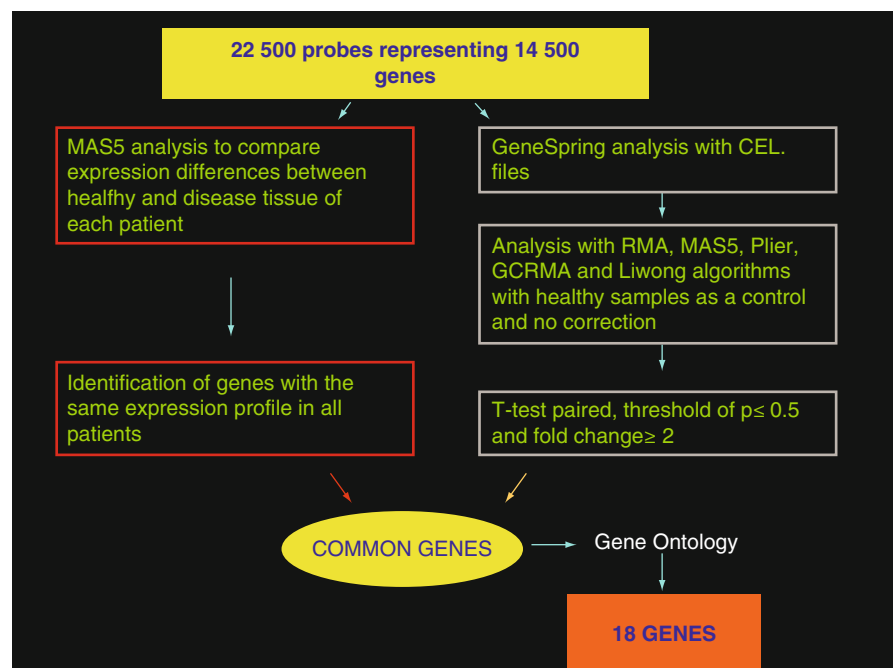 22 500 probes representing 14 500
genes
MAS5 analysis to compare
expression differences between
healfhy and disease tissue of
each patient
GeneSpring analysis with CEL.
files
Analysis with RMA, MAS5, Plier,
GCRMA and Liwong algorithms
with healthy samples as a control
and no correction
Identification of genes with the
same expression profile in all
patients
T-test paired, threshold of p≤ 0.5
and fold change≥ 2
COMMON GENES
Gene Ontology
18 GENES